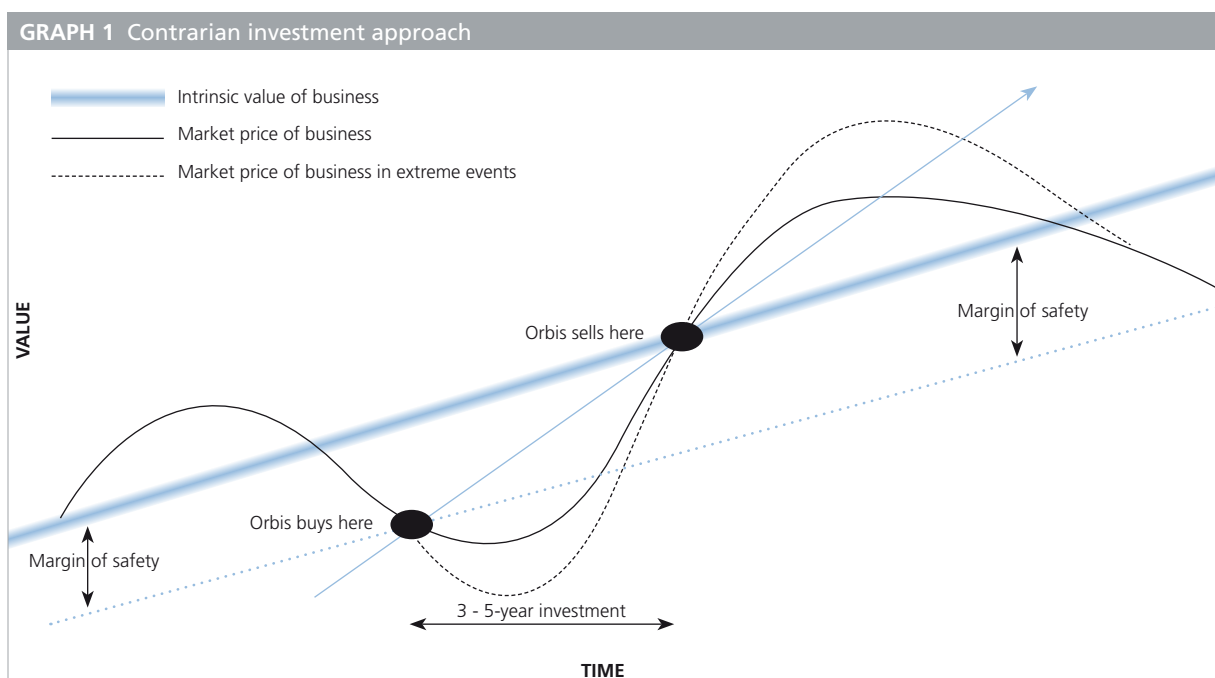 GRAPH 1 Contrarian investment approach
Intrinsic value of business
Market price of business
Market price of business in extreme events
VALUE
Orbis sells here
Margin of safety
Orbis buys here
Margin of safety
3 - 5-year investment
TIME